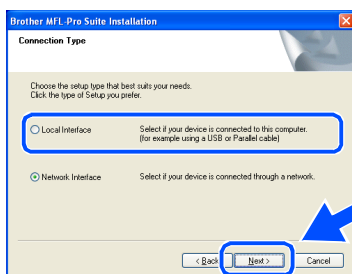 Brother MFL-Pro Suite Installation
Connection Type
Choose the setup type that best suits your needs.
Click the type of Setup you prefer.
Local Interface
Select if your device is connected to this computer.
(for example using a USB or Parallel cable)
Network Interface
Select if your device is connected through a network.
< Back
Next >
Cancel